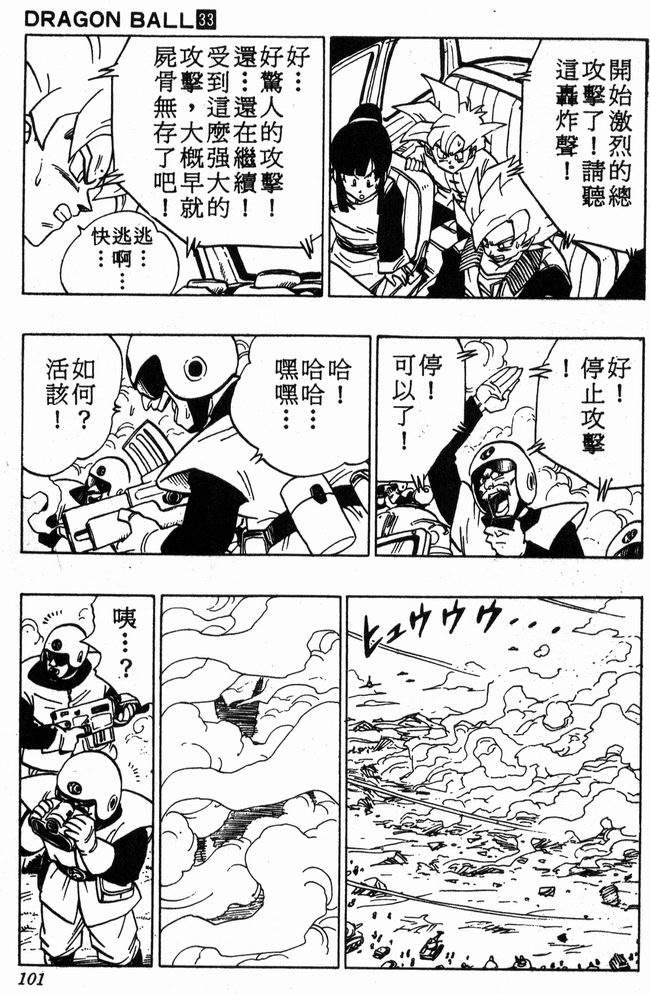 DRAGON BALL 33
開始激烈的總
攻擊了！請聽
這轟炸聲！
好…
好驚人的攻擊！
還…還在繼續！
受到這麼强大的
攻擊，大概早就
屍骨無存了吧！
逃…
逃啊…
快…
好！
停止攻擊
！
停！
可以了！
哈！
哈哈…
嘿嘿…
如何？
活該！
ヒュウウウ・・・・
咦…？
101